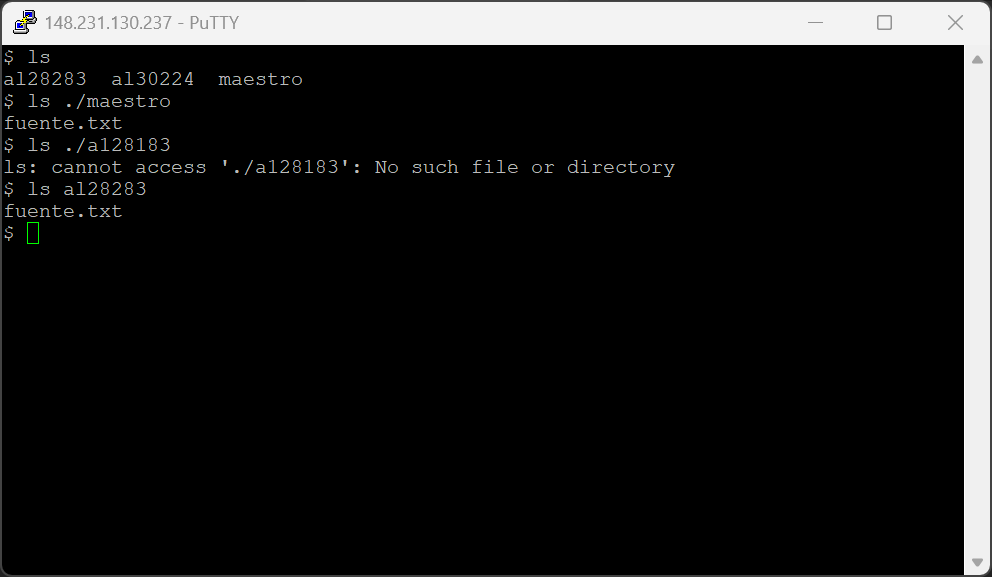 148.231.130.237 - PuTTY
$ ls
al28283  al30224  maestro
$ ls ./maestro
fuente.txt
$ ls ./a128183
ls: cannot access './a128183': No such file or directory
$ ls al28283
fuente.txt
$